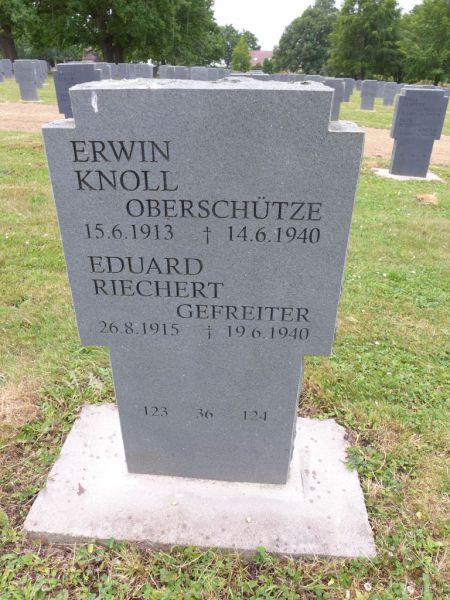 ERWIN
KNOLL
OBERSCHÜTZE
15.6.1913 † 14.6.1940
EDUARD
RIECHERT
GEFREITER
26.8.1915 † 19.6.1940
123 36 124